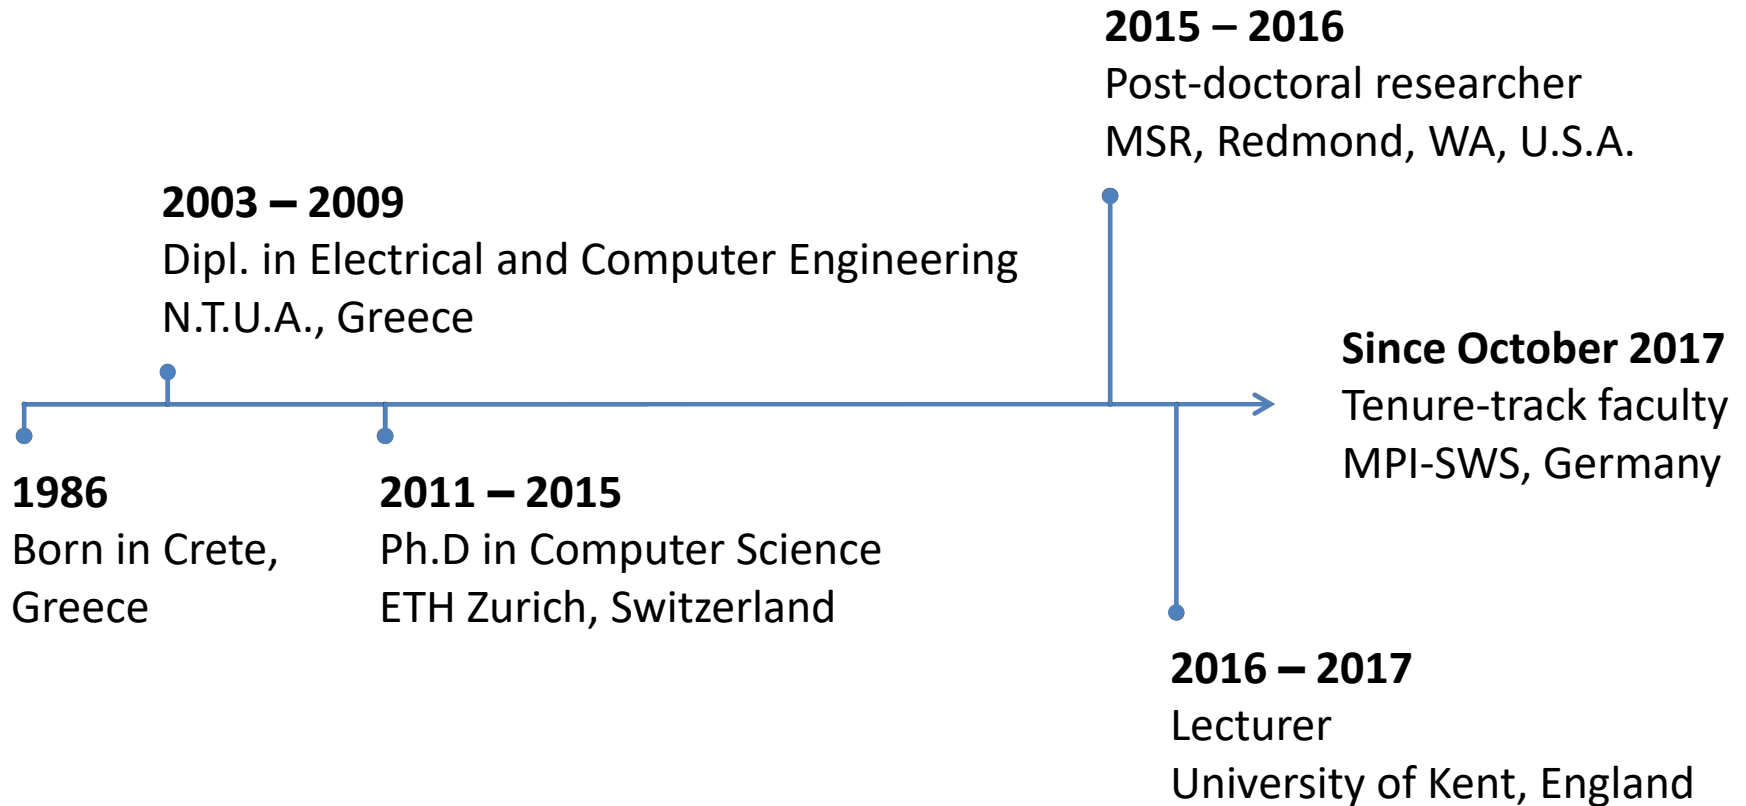 2015 – 2016
Post-doctoral researcher
MSR, Redmond, WA, U.S.A.
2003 – 2009
Dipl. in Electrical and Computer Engineering
N.T.U.A., Greece
Since October 2017
Tenure-track faculty
MPI-SWS, Germany
1986
Born in Crete,
Greece
2011 – 2015
Ph.D in Computer Science
ETH Zurich, Switzerland
2016 – 2017
Lecturer
University of Kent, England